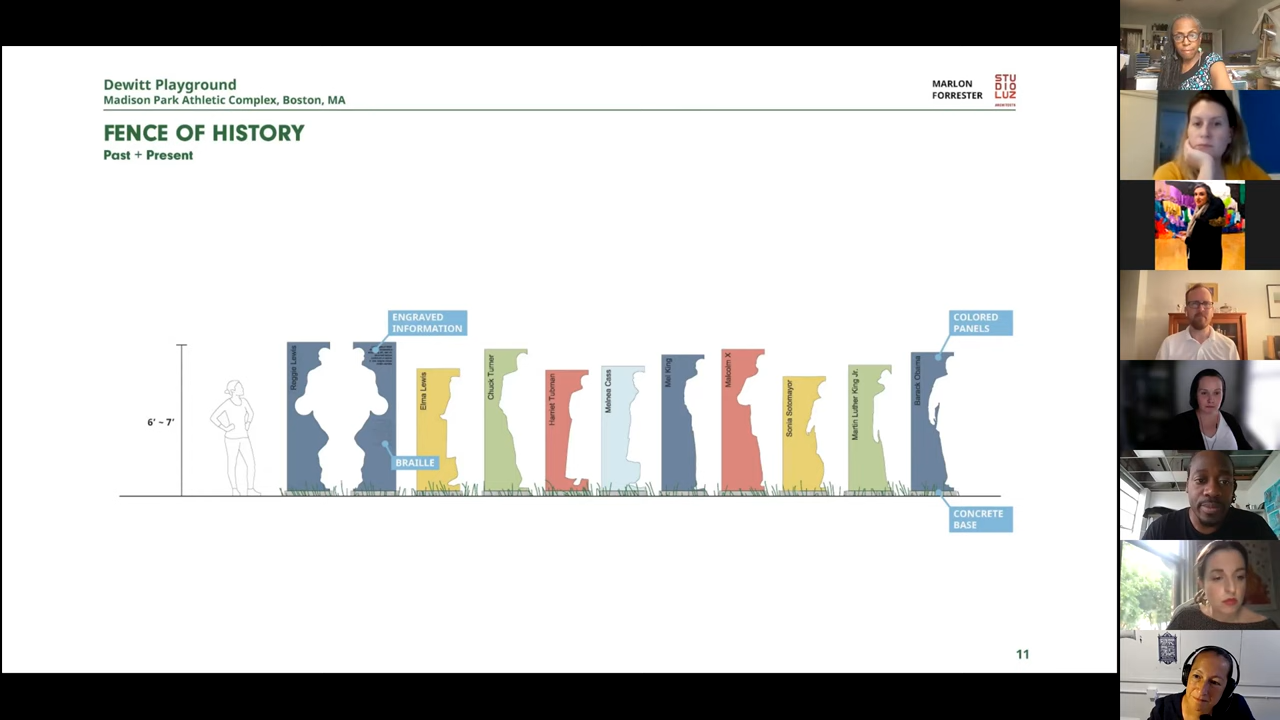 Dewitt Playground
Madison Park Athletic Complex, Boston, MA
MARLON
FORRESTER
STU
DIO
LUZ
ARCHITECTS
FENCE OF HISTORY
Past + Present
ENGRAVED
INFORMATION
COLORED
PANELS
6' ~ 7'
Reggie Lewis
Elma Lewis
Chuck Turner
Harriet Tubman
Melnea Cass
Mel King
Malcolm X
Sonia Sotomayor
Martin Luther King Jr.
Barack Obama
BRAILLE
CONCRETE
BASE
11